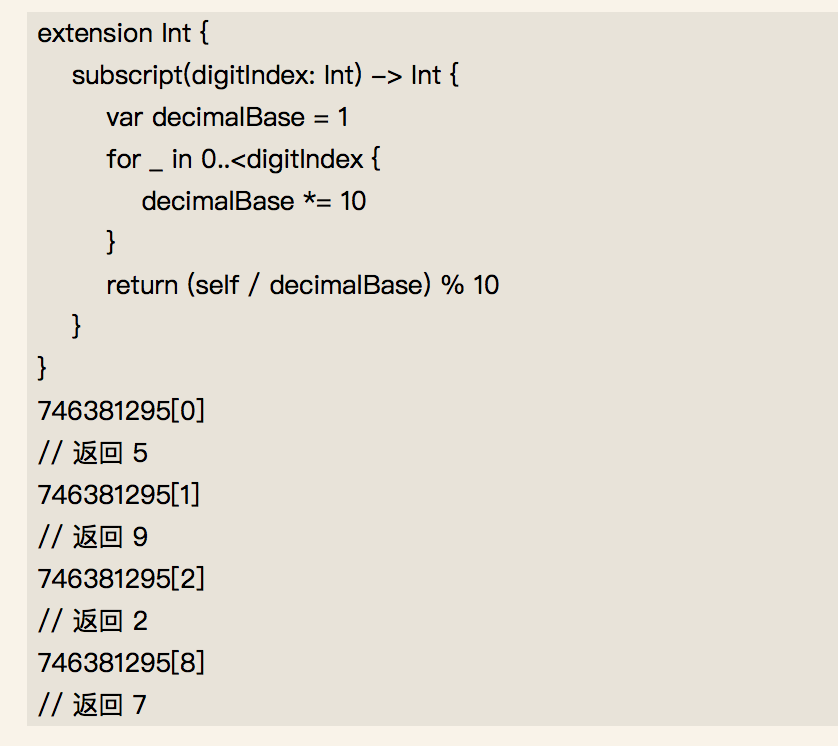 extension Int {
subscript(digitIndex: Int) -> Int {
var decimalBase = 1
for _ in 0..<digitIndex {
decimalBase *= 10
}
return (self / decimalBase) % 10
}
}
746381295[0]
// 返回 5
746381295[1]
// 返回 9
746381295[2]
// 返回 2
746381295[8]
// 返回 7